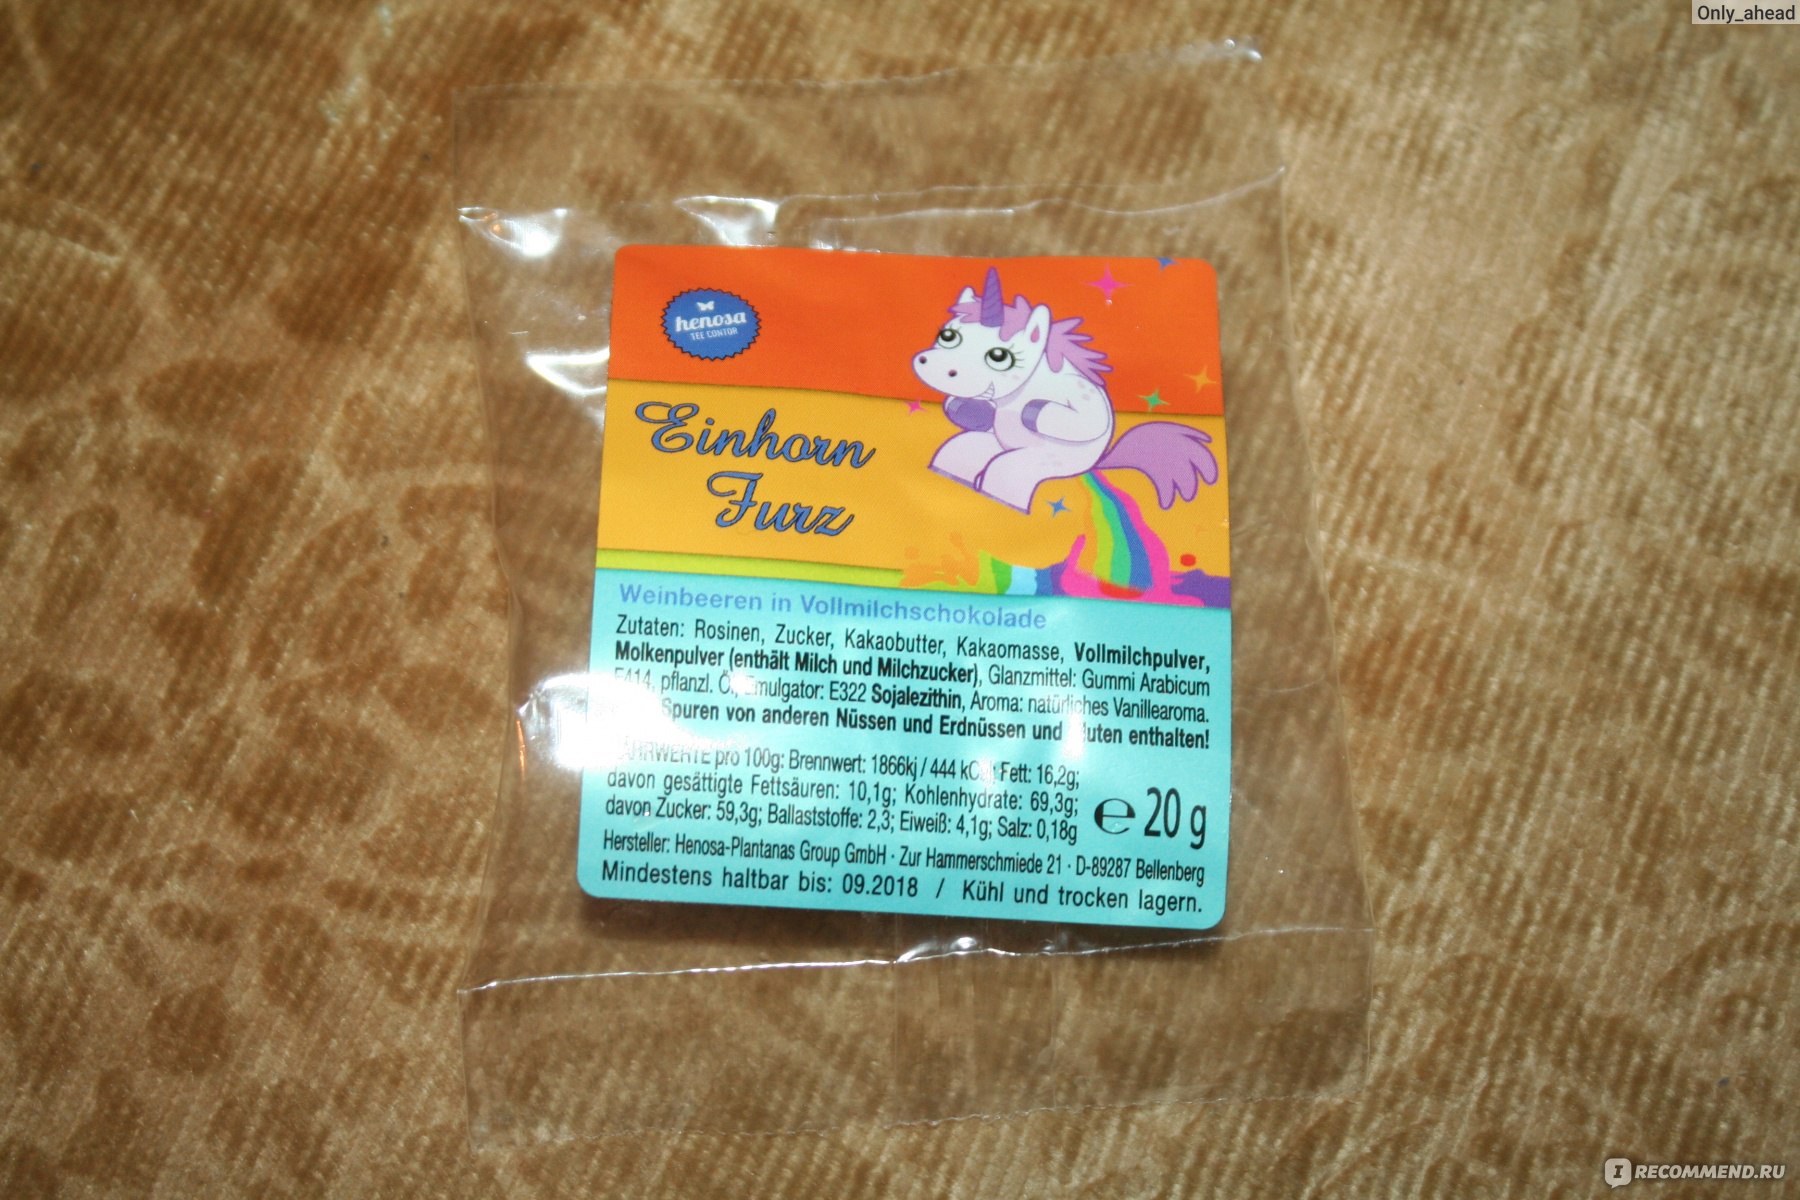 Only_ahead
henosa
TEE CONTOR
Einhorn
Furz
Weinbeeren in Vollmilchschokolade
Zutaten: Rosinen, Zucker, Kakaobutter, Kakaomasse, Vollmilchpulver,
Molkenpulver (enthält Milch und Milchzucker), Glanzmittel: Gummi Arabicum
E414, pflanzl. Öl, Emulgator: E322 Sojalezithin, Aroma: natürliches Vanillearoma.
Spuren von anderen Nüssen und Erdnüssen und Gluten enthalten!
NÄHRWERTE pro 100g: Brennwert: 1866kj / 444 kCal; Fett: 16,2g;
davon gesättigte Fettsäuren: 10,1g; Kohlenhydrate: 69,3g;
davon Zucker: 59,3g; Ballaststoffe: 2,3; Eiweiß: 4,1g; Salz: 0,18g
℮ 20 g
Hersteller: Henosa-Plantanas Group GmbH · Zur Hammerschmiede 21 · D-89287 Bellenberg
Mindestens haltbar bis: 09.2018 / Kühl und trocken lagern.
I RECOMMEND.RU